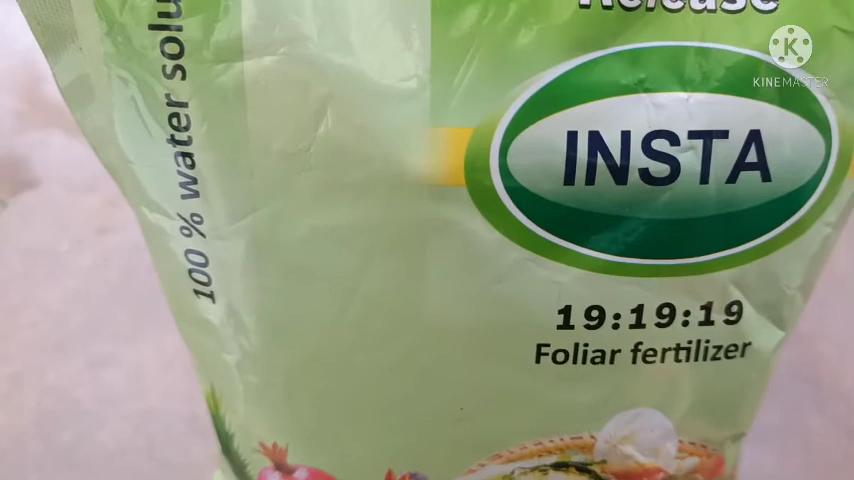 Release
KINEMASTER
INSTA
100 % water solu
19:19:19
Foliar fertilizer